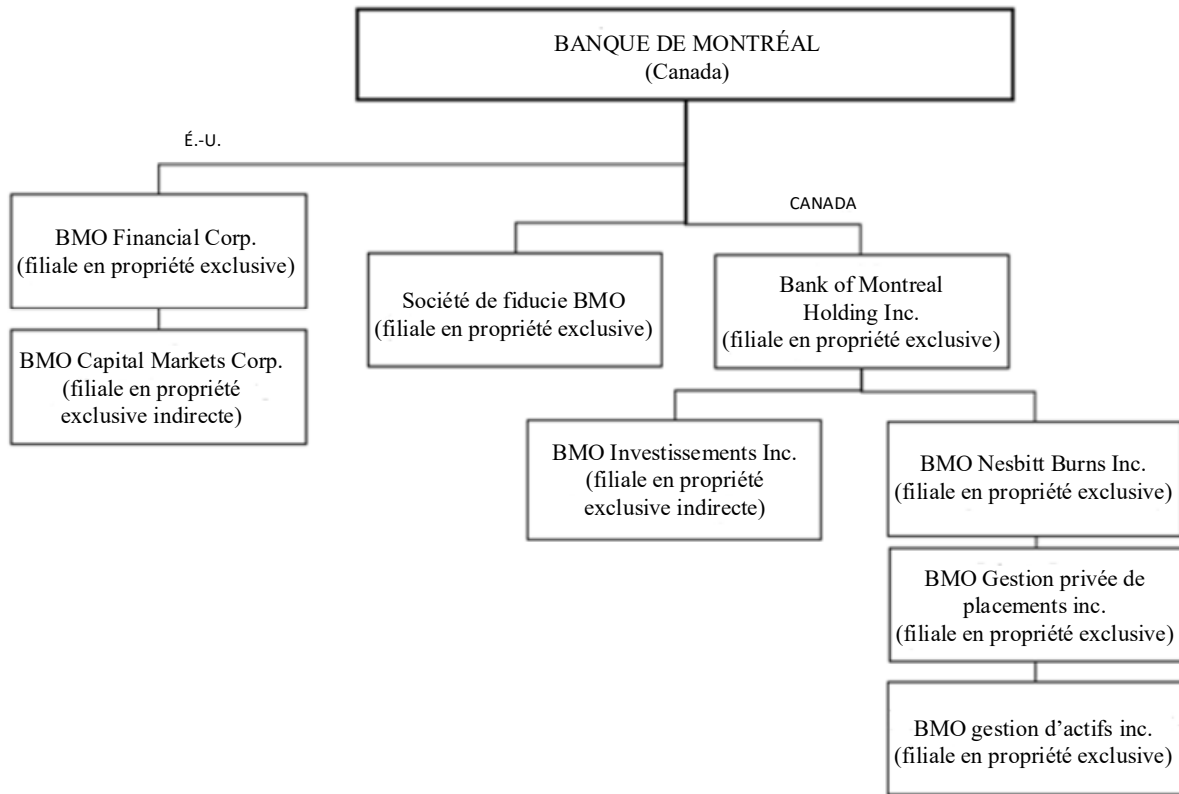 BANQUE DE MONTRÉAL
(Canada)
É.-U.
CANADA
BMO Financial Corp.
(filiale en propriété exclusive)
Société de fiducie BMO
(filiale en propriété exclusive)
Bank of Montreal
Holding Inc.
(filiale en propriété exclusive)
BMO Capital Markets Corp.
(filiale en propriété
exclusive indirecte)
BMO Investissements Inc.
(filiale en propriété
exclusive indirecte)
BMO Nesbitt Burns Inc.
(filiale en propriété exclusive)
BMO Gestion privée de
placements inc.
(filiale en propriété exclusive)
BMO gestion d’actifs inc.
(filiale en propriété exclusive)